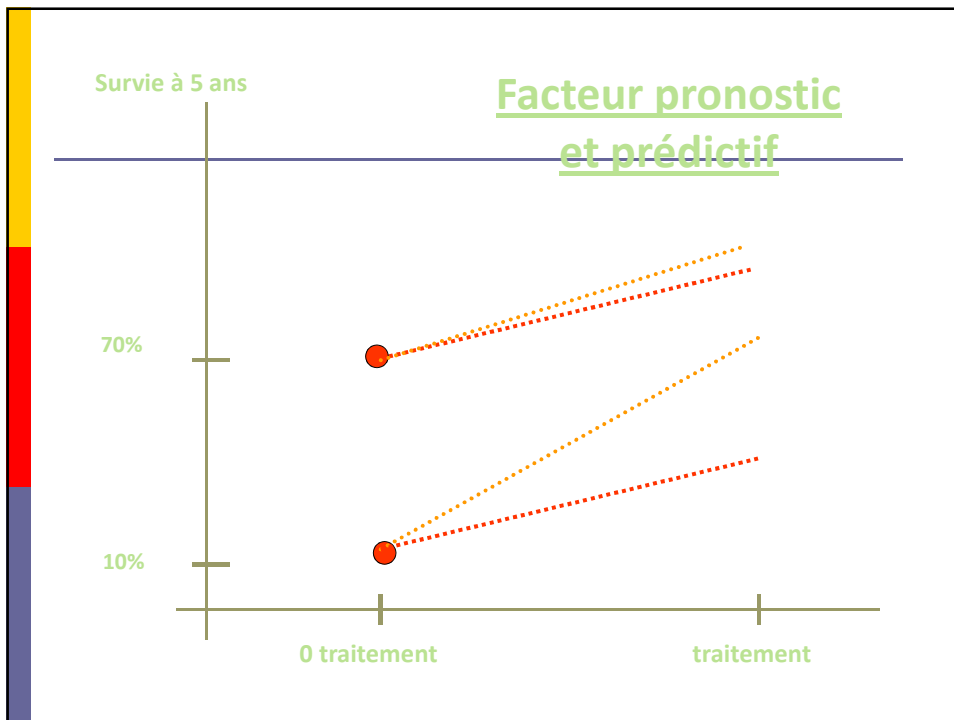 Survie à 5 ans
Facteur pronostic
et prédictif
70%
10%
0 traitement
traitement